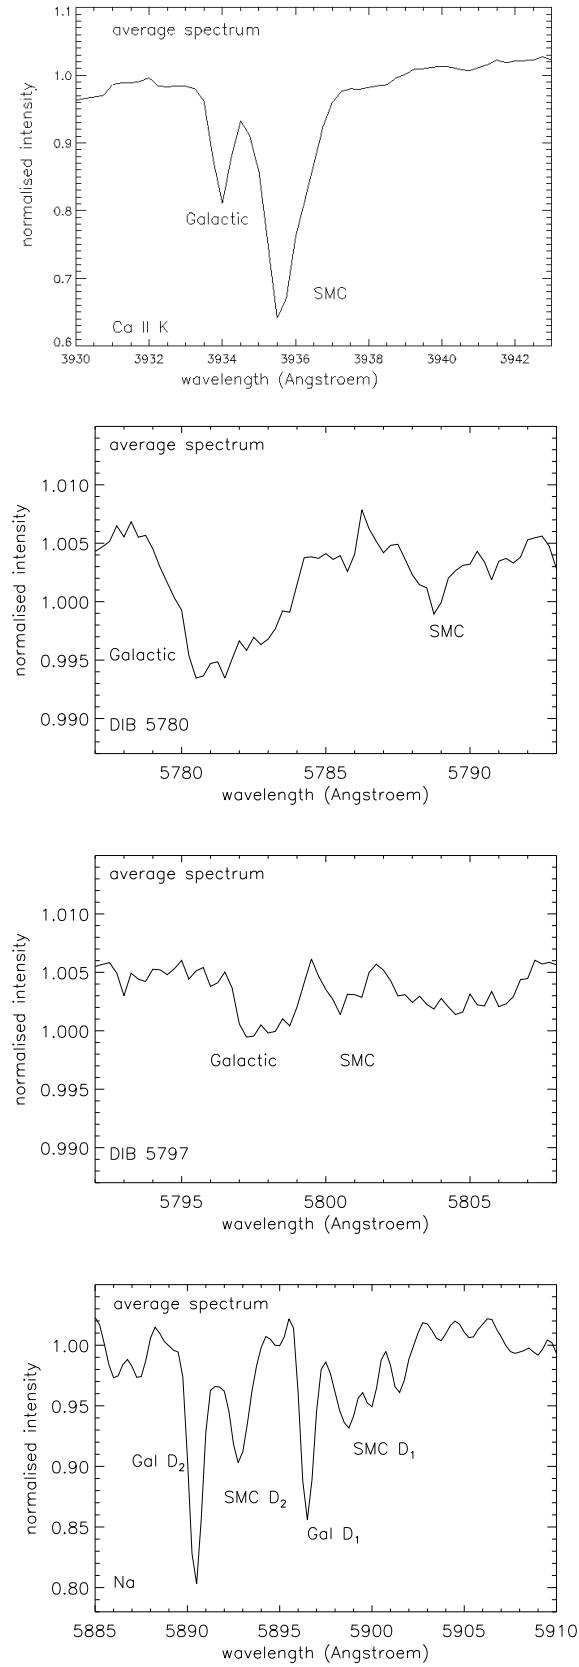 1.1
average spectrum
1.0
0.9
normalised intensity
Galactic
0.8
0.7
SMC
Ca II K
0.6
3930 3932 3934 3936 3938 3940 3942
wavelength (Angstroem)
average spectrum
1.010
1.005
normalised intensity
1.000
SMC
Galactic
0.995
0.990
DIB 5780
5780 5785 5790
wavelength (Angstroem)
average spectrum
1.010
1.005
normalised intensity
1.000
Galactic SMC
0.995
0.990
DIB 5797
5795 5800 5805
wavelength (Angstroem)
average spectrum
1.00
0.95
normalised intensity
SMC D₁
Gal D₂
0.90
SMC D₂
Gal D₁
0.85
0.80
Na
5885 5890 5895 5900 5905 5910
wavelength (Angstroem)